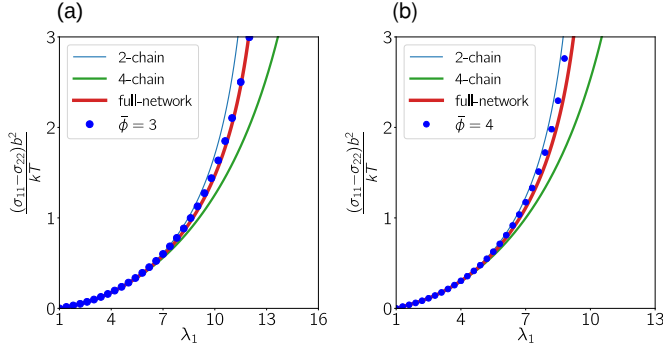 (a)
3
2
1
0
(σ₁₁−σ₂₂)b²
kT
2-chain
4-chain
full-network
ϕ̄ = 3
1 4 7 10 13 16
λ₁
(b)
3
2
1
0
(σ₁₁−σ₂₂)b²
kT
2-chain
4-chain
full-network
ϕ̄ = 4
1 4 7 10 13
λ₁